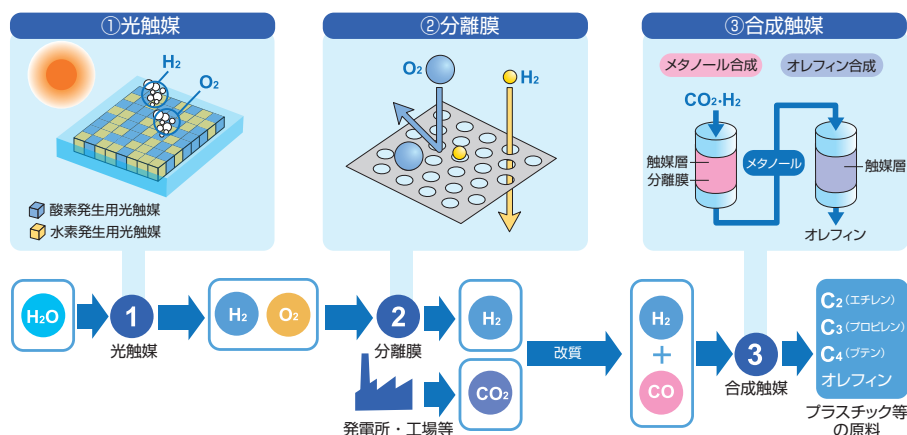 ①光触媒
H2
O2
酸素発生用光触媒
水素発生用光触媒
②分離膜
O2
H2
③合成触媒
メタノール合成
オレフィン合成
CO2・H2
触媒層
分離膜
メタノール
触媒層
オレフィン
H2O
1
光触媒
H2
O2
2
分離膜
H2
発電所・工場等
CO2
改質
H2
+
CO
3
合成触媒
C2(エチレン)
C3(プロピレン)
C4(ブテン)
オレフィン
プラスチック等
の原料